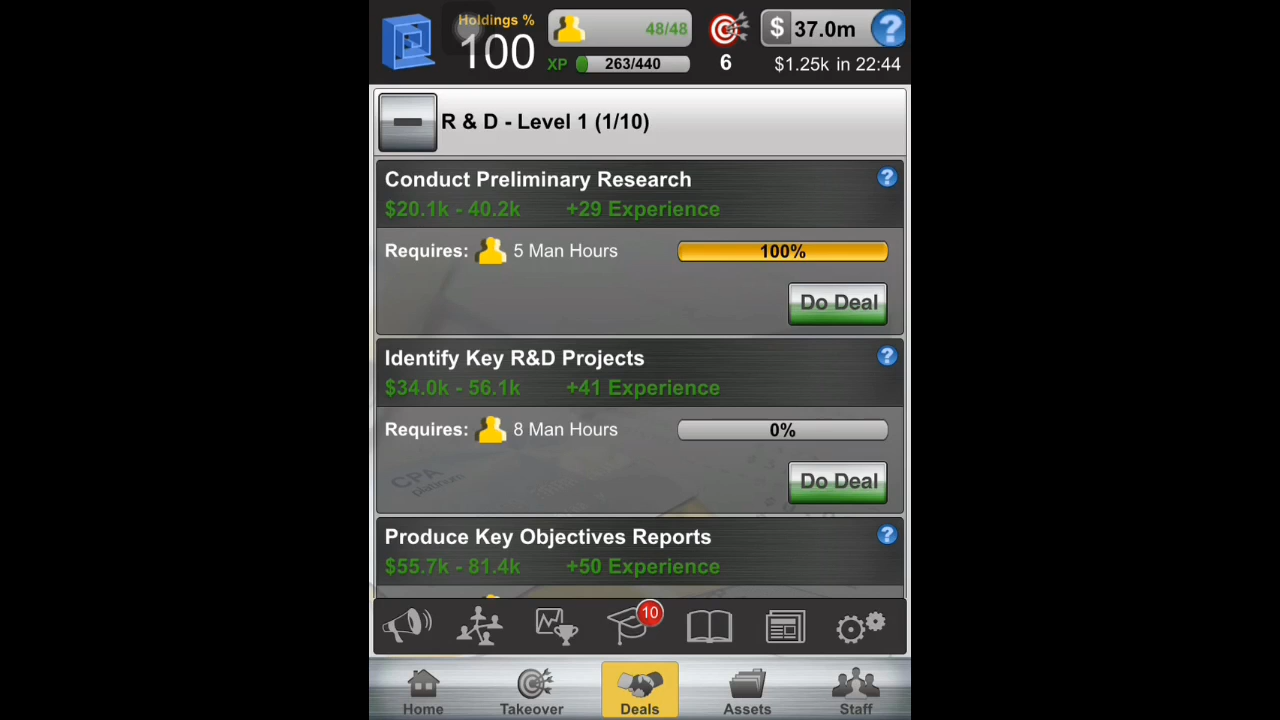 Holdings %
100
48/48
XP 263/440
6
$ 37.0m ?
$1.25k in 22:44
R & D - Level 1 (1/10)
Conduct Preliminary Research ?
$20.1k - 40.2k +29 Experience
Requires: 5 Man Hours 100%
Do Deal
Identify Key R&D Projects ?
$34.0k - 56.1k +41 Experience
Requires: 8 Man Hours 0%
CPA
platinum
Do Deal
Produce Key Objectives Reports ?
$55.7k - 81.4k +50 Experience
10
Home Takeover Deals Assets Staff